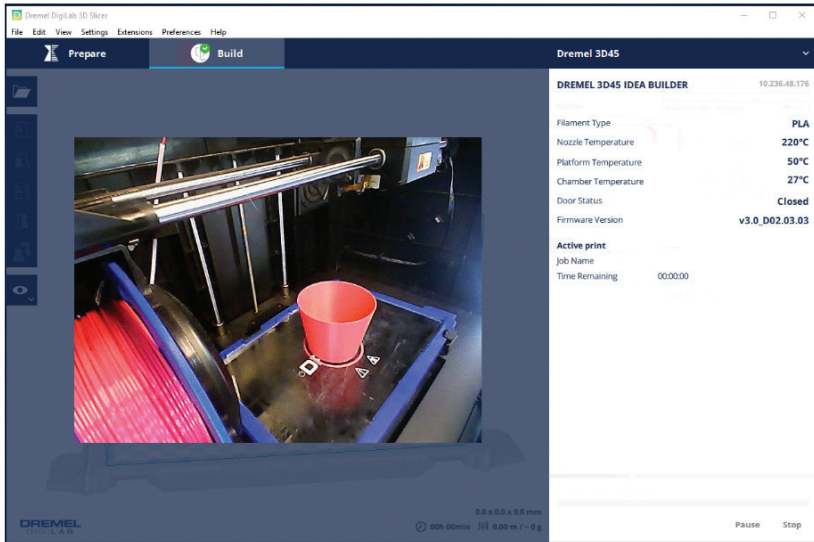 Dremel DigiLab 3D Slicer
File Edit View Settings Extensions Preferences Help
Prepare Build Dremel 3D45
DREMEL 3D45 IDEA BUILDER 10.236.48.176
Filament Type PLA
Nozzle Temperature 220°C
Platform Temperature 50°C
Chamber Temperature 27°C
Door Status Closed
Firmware Version v3.0_D02.03.03
Active print
Job Name
Time Remaining 00:00:00
0.0 x 0.0 x 0.0 mm
00h 00min 0.00 m / ~ 0 g
DREMEL
DIGILAB
Pause Stop